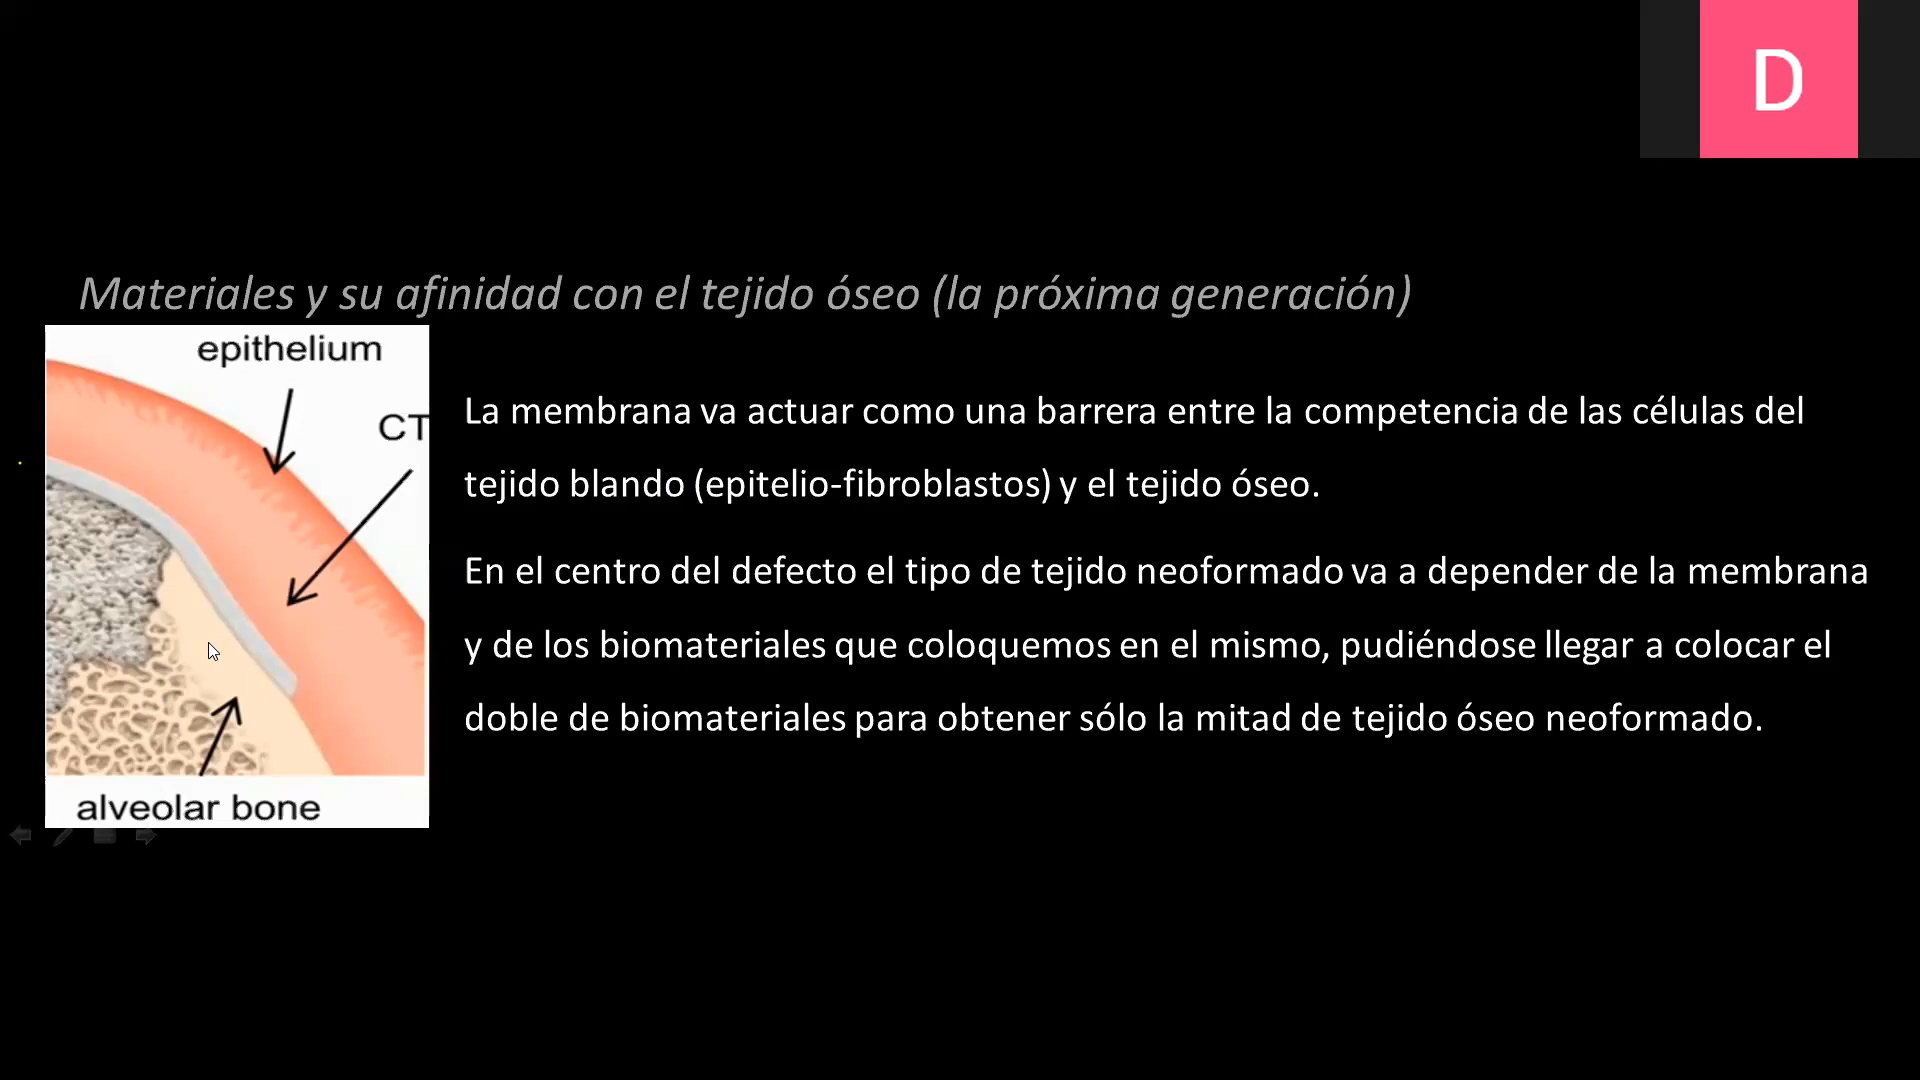 D
Materiales y su afinidad con el tejido óseo (la próxima generación)
epithelium
CT
alveolar bone
La membrana va actuar como una barrera entre la competencia de las células del
tejido blando (epitelio-fibroblastos) y el tejido óseo.
En el centro del defecto el tipo de tejido neoformado va a depender de la membrana
y de los biomateriales que coloquemos en el mismo, pudiéndose llegar a colocar el
doble de biomateriales para obtener sólo la mitad de tejido óseo neoformado.